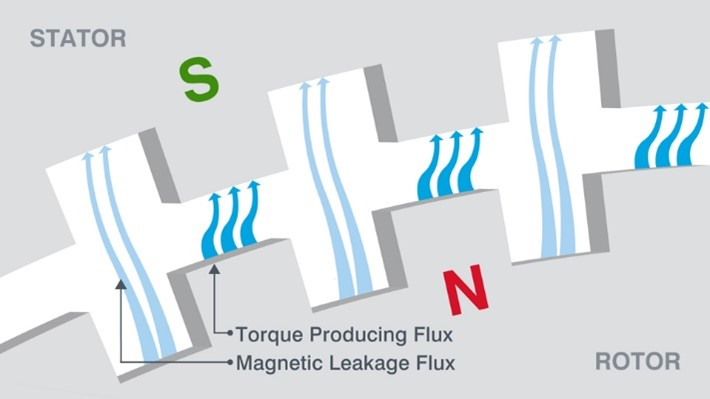 STATOR
S
N
Torque Producing Flux
Magnetic Leakage Flux
ROTOR